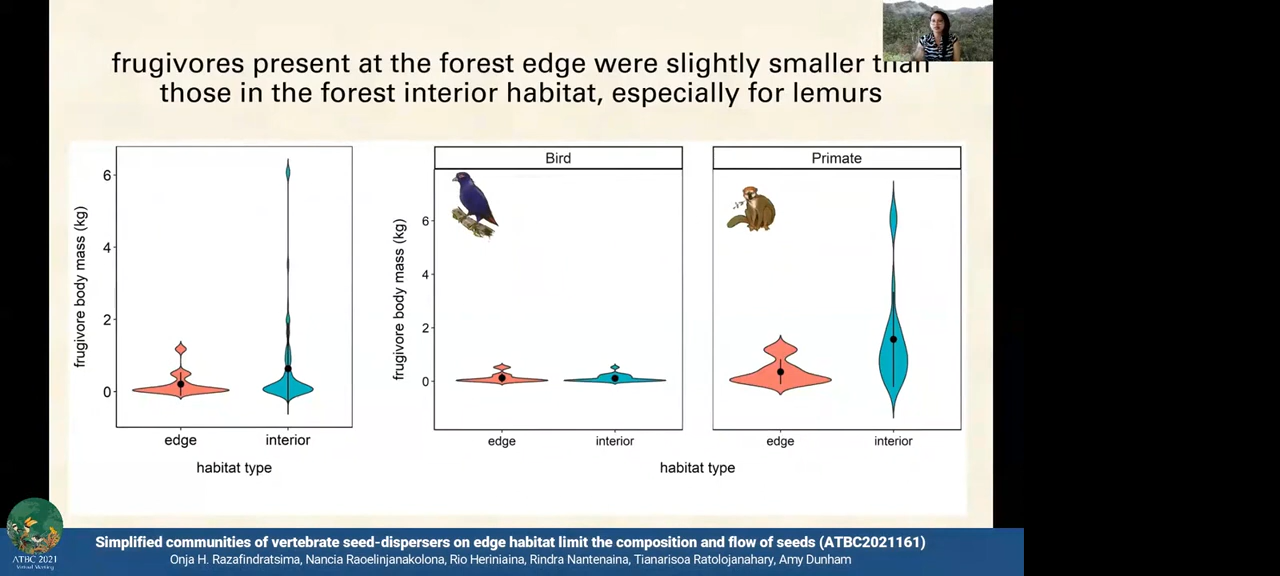 frugivores present at the forest edge were slightly smaller than
those in the forest interior habitat, especially for lemurs
frugivore body mass (kg)
6
4
2
0
edge
interior
habitat type
Bird
Primate
frugivore body mass (kg)
6
4
2
0
edge
interior
edge
interior
habitat type
ATBC 2021
Virtual Meeting
Simplified communities of vertebrate seed-dispersers on edge habitat limit the composition and flow of seeds (ATBC2021161)
Onja H. Razafindratsima, Nancia Raoelinjanakolona, Rio Heriniaina, Rindra Nantenaina, Tianarisoa Ratolojanahary, Amy Dunham